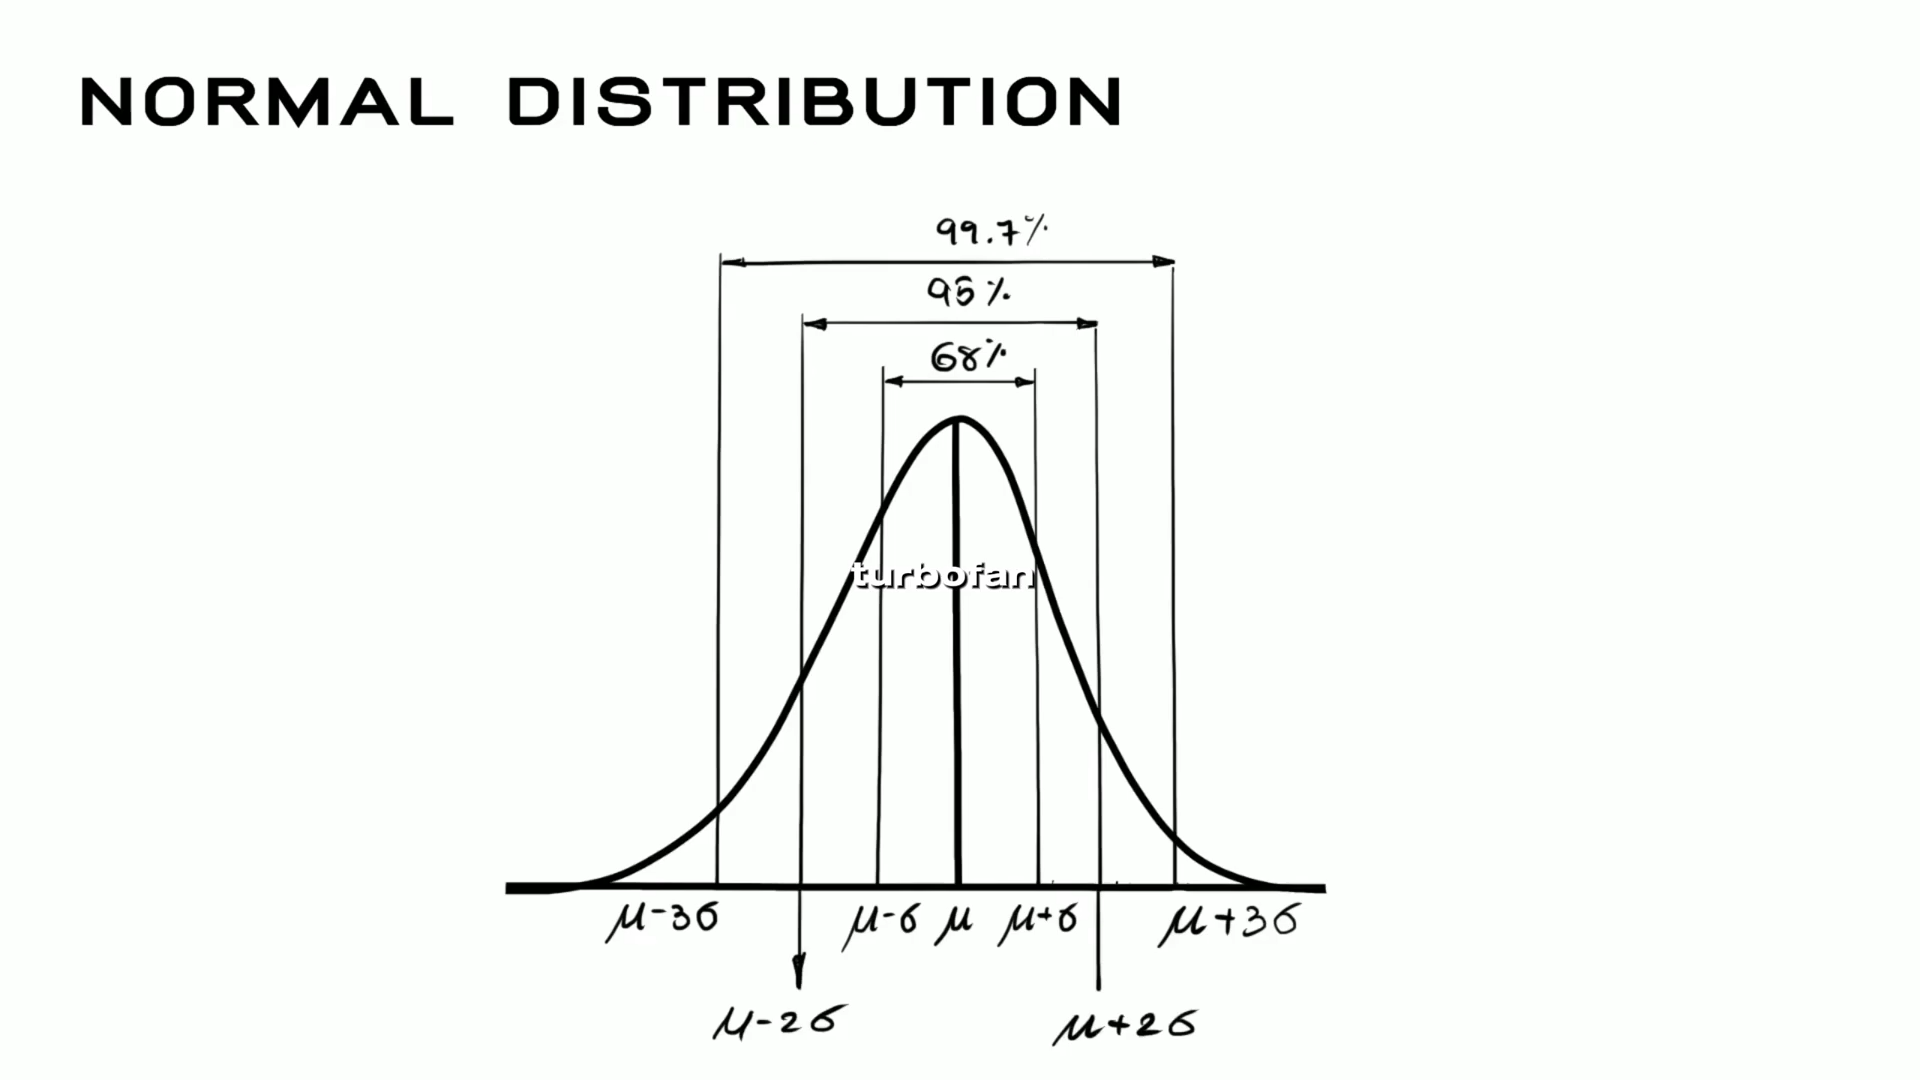 NORMAL DISTRIBUTION
99.7%
95%
68%
turbofan
μ-3σ μ-σ μ μ+σ μ+3σ
μ-2σ μ+2σ